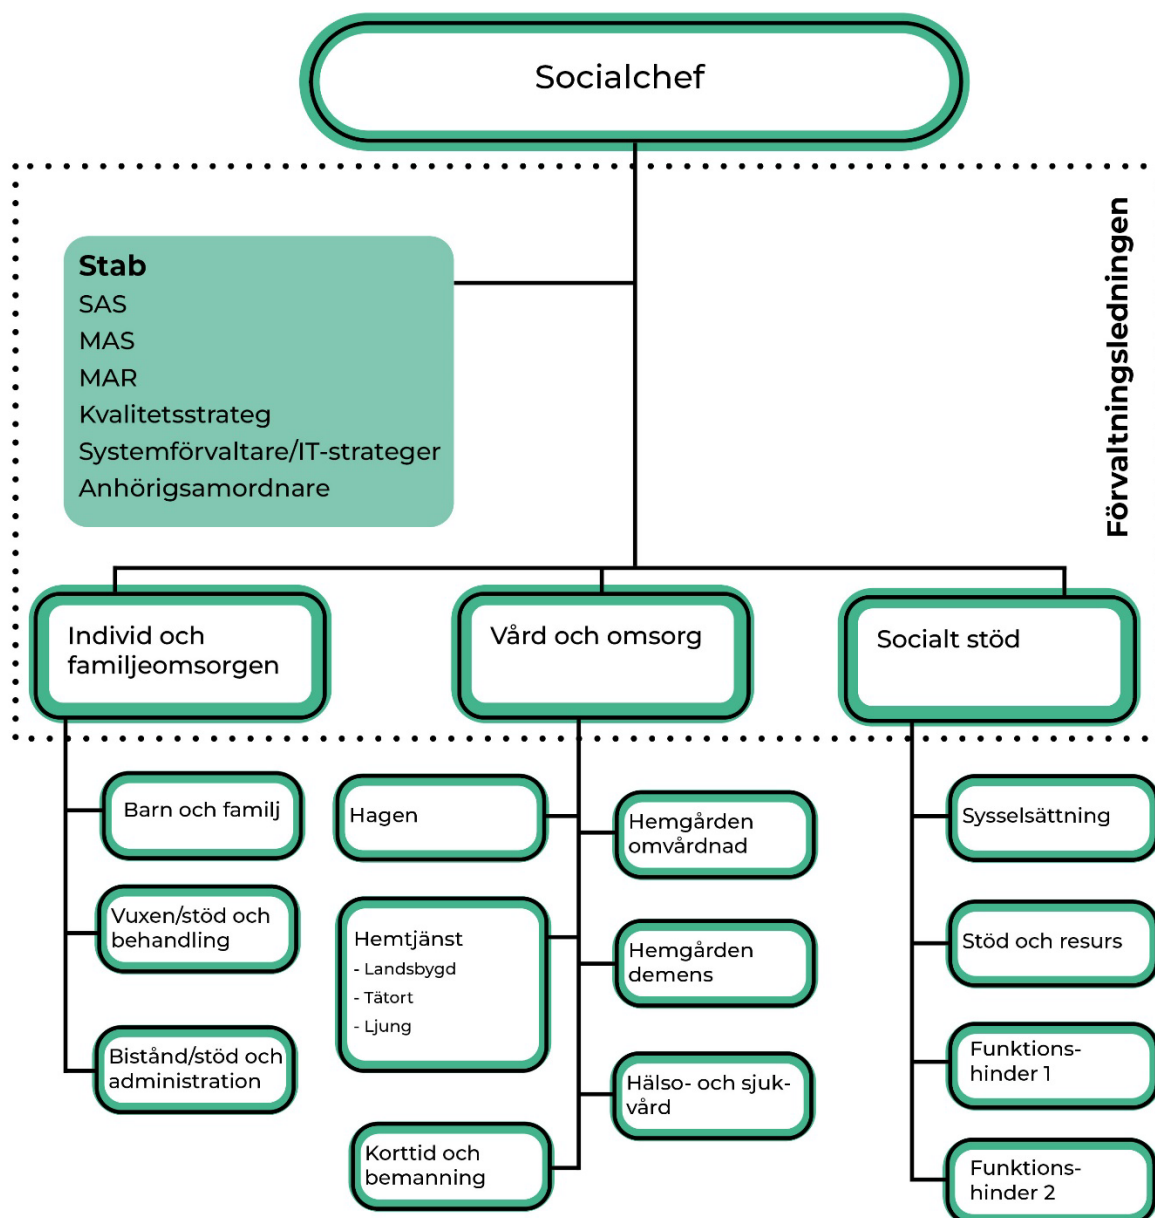 Socialchef
Förvaltningsledningen
Stab
SAS
MAS
MAR
Kvalitetsstrateg
Systemförvaltare/IT-strateger
Anhörigsamordnare
Individ och
familjeomsorgen
Vård och omsorg
Socialt stöd
Barn och familj
Vuxen/stöd och
behandling
Bistånd/stöd och
administration
Hagen
Hemtjänst
- Landsbygd
- Tätort
- Ljung
Korttid och
bemanning
Hemgården
omvårdnad
Hemgården
demens
Hälso- och sjuk-
vård
Sysselsättning
Stöd och resurs
Funktions-
hinder 1
Funktions-
hinder 2